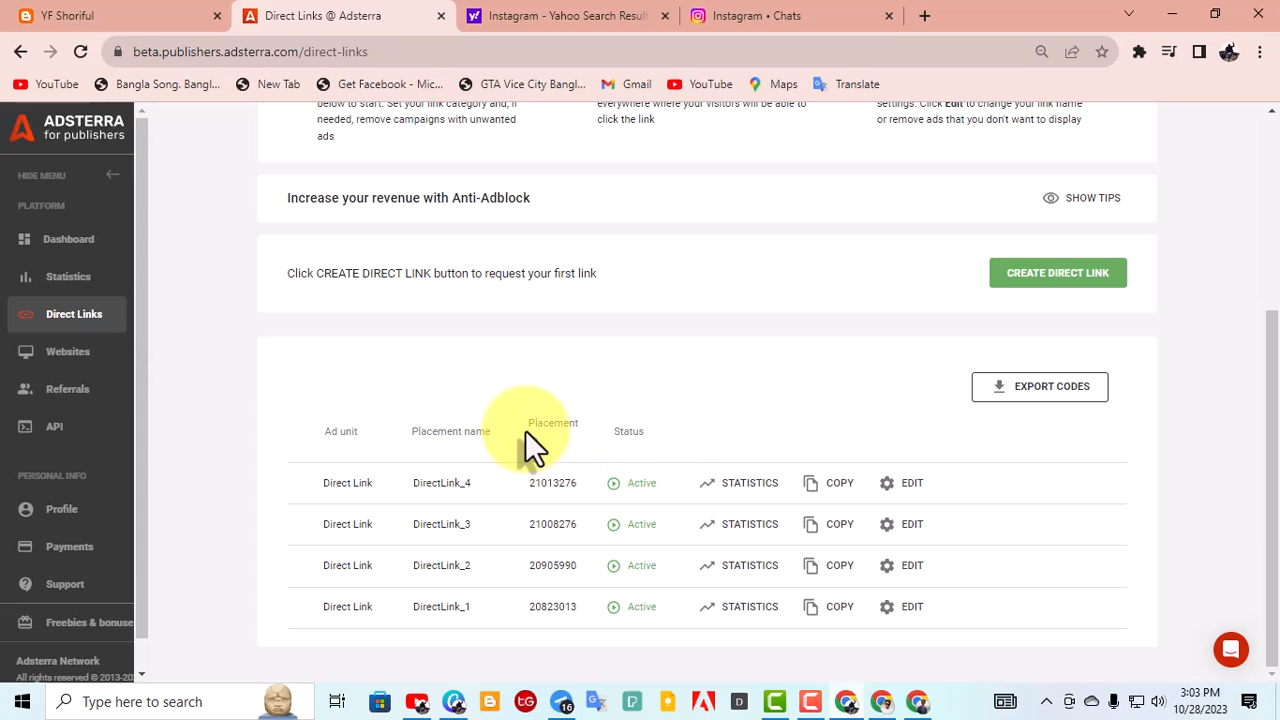 YF Shoriful
Direct Links @ Adsterra
Instagram - Yahoo Search Result
Instagram • Chats
beta.publishers.adsterra.com/direct-links
YouTube
Bangla Song. Bangl...
New Tab
Get Facebook - Mic...
GTA Vice City Bangl...
Gmail
YouTube
Maps
Translate
ADSTERRA
for publishers
HIDE MENU
PLATFORM
Dashboard
Statistics
Direct Links
Websites
Referrals
API
PERSONAL INFO
Profile
Payments
Support
Freebies & bonuse
Adsterra Network
All rights reserved © 2013-20
below to start. Set your link category and, if
needed, remove campaigns with unwanted
ads
everywhere where your visitors will be able to
click the link
settings. Click Edit to change your link name
or remove ads that you don't want to display
Increase your revenue with Anti-Adblock
SHOW TIPS
Click CREATE DIRECT LINK button to request your first link
CREATE DIRECT LINK
EXPORT CODES
Ad unit Placement name Placement Status
Direct Link DirectLink_4 21013276 Active STATISTICS COPY EDIT
Direct Link DirectLink_3 21008276 Active STATISTICS COPY EDIT
Direct Link DirectLink_2 20905990 Active STATISTICS COPY EDIT
Direct Link DirectLink_1 20823013 Active STATISTICS COPY EDIT
Type here to search
16
3:03 PM
10/28/2023